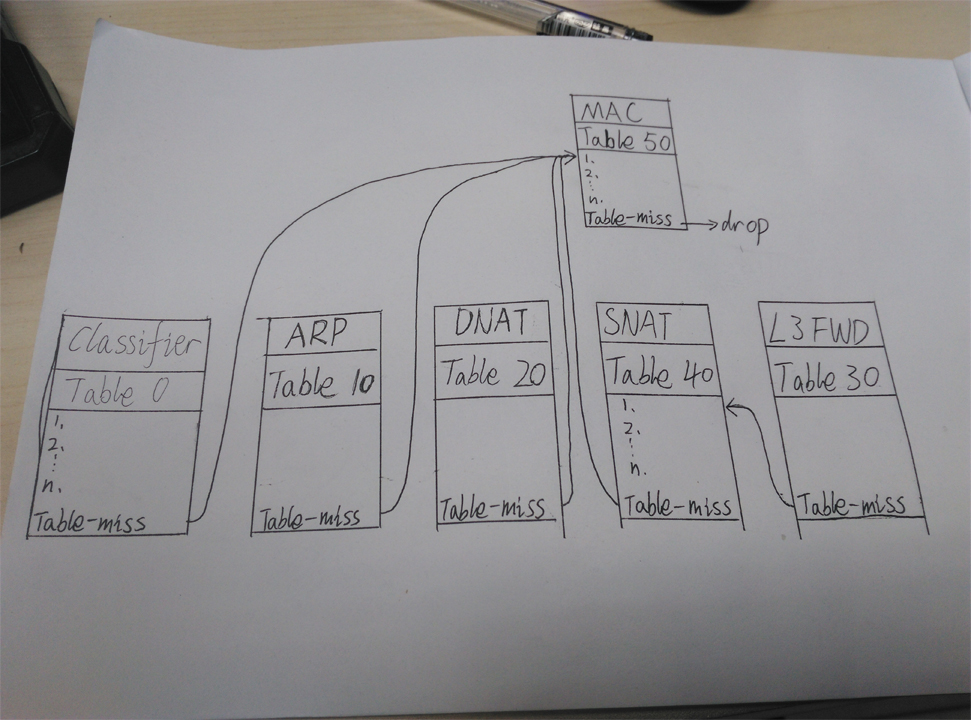 MAC
Table 50
1.
2.
⋮
n.
Table-miss → drop
Classifier
Table 0
1.
2.
⋮
n.
Table-miss
ARP
Table 10
Table-miss
DNAT
Table 20
Table-miss
SNAT
Table 40
1.
2.
⋮
n.
Table-miss
L3FWD
Table 30
Table-miss